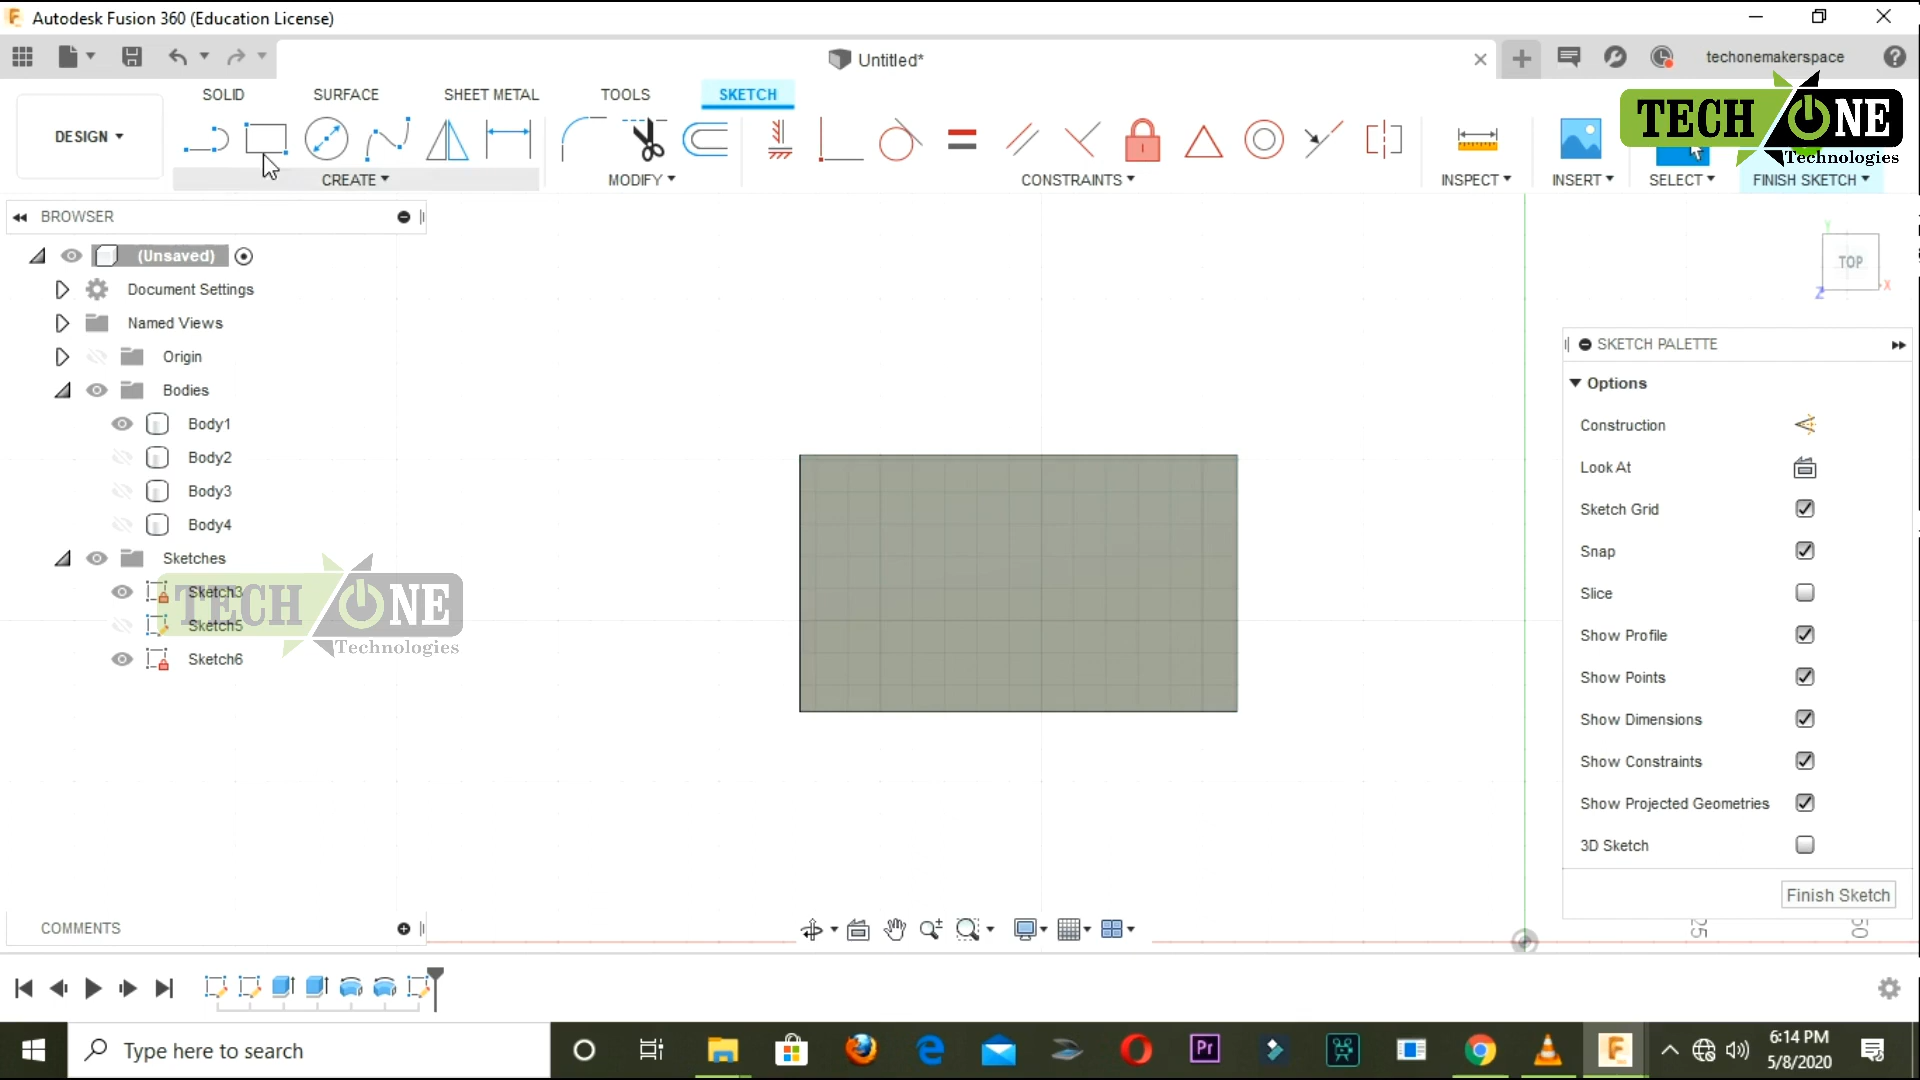 Autodesk Fusion 360 (Education License)
Untitled*
techonemakerspace
SOLID
SURFACE
SHEET METAL
TOOLS
SKETCH
DESIGN
CREATE
MODIFY
CONSTRAINTS
INSPECT
INSERT
SELECT
FINISH SKETCH
TECH ONE
Technologies
BROWSER
(Unsaved)
Document Settings
Named Views
Origin
Bodies
Body1
Body2
Body3
Body4
Sketches
Sketch3
Sketch5
Sketch6
TECH ONE
Technologies
TOP
Y
X
Z
SKETCH PALETTE
Options
Construction
Look At
Sketch Grid
Snap
Slice
Show Profile
Show Points
Show Dimensions
Show Constraints
Show Projected Geometries
3D Sketch
Finish Sketch
25
50
COMMENTS
Type here to search
Pr
6:14 PM
5/8/2020